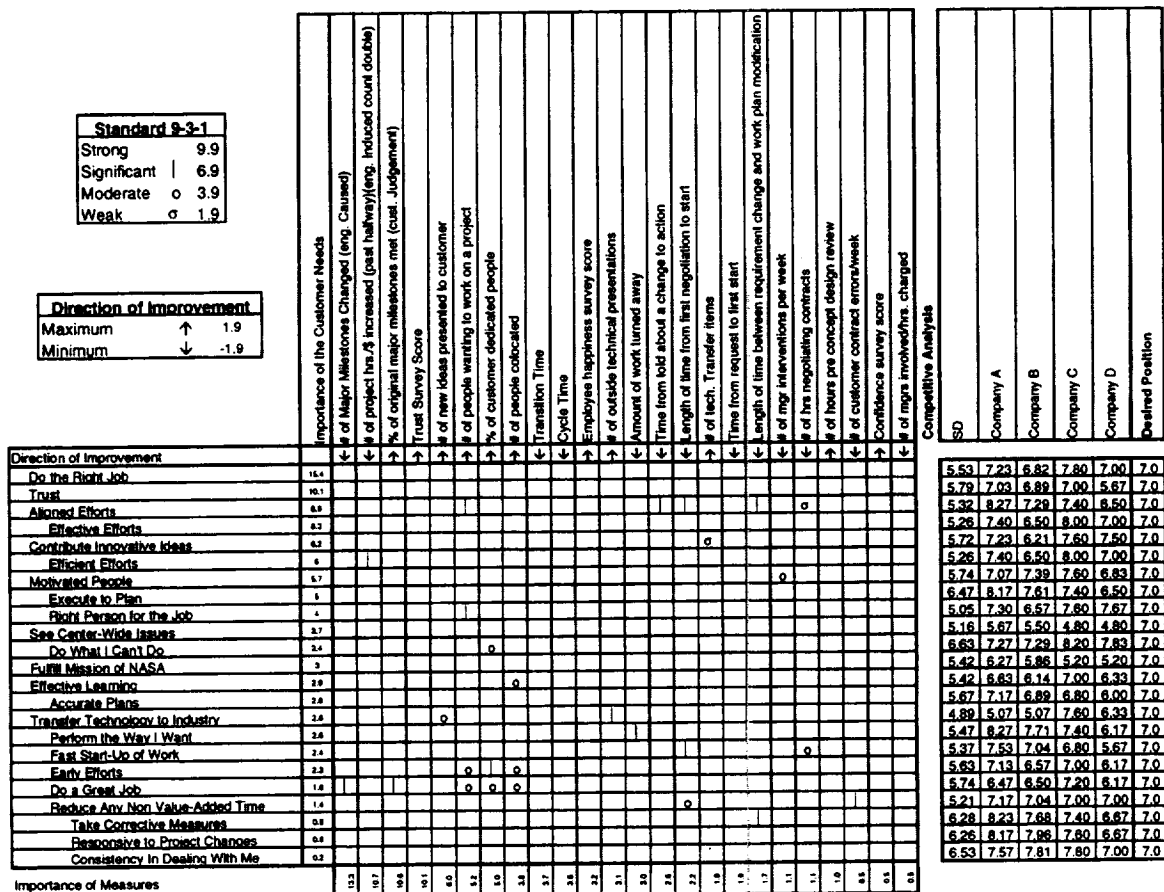 Standard 9-3-1
Strong 9.9
Significant | 6.9
Moderate o 3.9
Weak σ 1.9
Direction of Improvement
Maximum ↑ 1.9
Minimum ↓ -1.9
Importance of the Customer Needs
# of Major Milestones Changed (eng. Caused)
# of project hrs./$ increased (past halfway)(eng. Induced count double)
% of original major milestones met (cust. Judgement)
Trust Survey Score
# of new ideas presented to customer
# of people wanting to work on a project
% of customer dedicated people
# of people colocated
Transition Time
Cycle Time
Employee happiness survey score
# of outside technical presentations
Amount of work turned away
Time from told about a change to action
Length of time from first negotiation to start
# of tech. Transfer items
Time from request to first start
Length of time between requirement change and work plan modification
# of mgr interventions per week
# of hrs negotiating contracts
# of hours pre concept design review
# of customer contract errors/week
Confidence survey score
# of mgrs involved/hrs. charged
Competitive Analysis
SD
Company A
Company B
Company C
Company D
Desired Position
Direction of Improvement
Do the Right Job 15.4 5.53 7.23 6.82 7.80 7.00 7.0
Trust 10.1 5.79 7.03 6.89 7.00 5.67 7.0
Aligned Efforts 5.32 8.27 7.29 7.40 6.50 7.0
Effective Efforts 5.26 7.40 6.50 8.00 7.00 7.0
Contribute Innovative Ideas 5.72 7.23 6.21 7.60 7.50 7.0
Efficient Efforts 5.26 7.40 6.50 8.00 7.00 7.0
Motivated People 5.7 5.74 7.07 7.39 7.60 6.83 7.0
Execute to Plan 6.47 8.17 7.61 7.40 6.50 7.0
Right Person for the Job 5.05 7.30 6.57 7.60 7.67 7.0
See Center-Wide Issues 5.16 5.67 5.50 4.80 4.80 7.0
Do What I Can't Do 6.63 7.27 7.29 8.20 7.83 7.0
Fulfill Mission of NASA 3 5.42 6.27 5.86 5.20 5.20 7.0
Effective Learning 5.42 6.63 6.14 7.00 6.33 7.0
Accurate Plans 5.67 7.17 6.89 6.80 6.00 7.0
Transfer Technology to Industry 4.89 5.07 5.07 7.60 6.33 7.0
Perform the Way I Want 5.47 8.27 7.71 7.40 6.17 7.0
Fast Start-Up of Work 2.4 5.37 7.53 7.04 6.80 5.67 7.0
Early Efforts 5.63 7.13 6.57 7.00 6.17 7.0
Do a Great Job 5.74 6.47 6.50 7.20 6.17 7.0
Reduce Any Non Value-Added Time 5.21 7.17 7.04 7.00 7.00 7.0
Take Corrective Measures 6.28 8.23 7.68 7.40 6.67 7.0
Responsive to Project Changes 6.26 8.17 7.96 7.60 6.67 7.0
Consistency In Dealing With Me 0.2 6.53 7.57 7.81 7.80 7.00 7.0
Importance of Measures